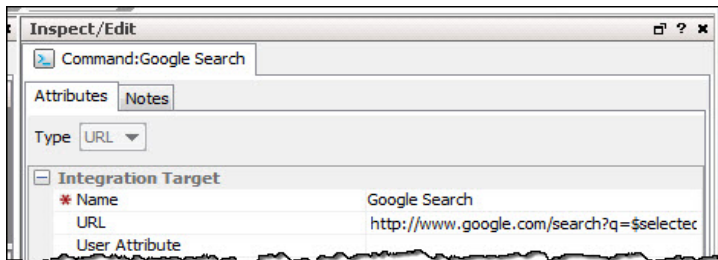 Inspect/Edit ?
Command:Google Search
Attributes Notes
Type URL
Integration Target
* Name Google Search
URL http://www.google.com/search?q=$selected
User Attribute